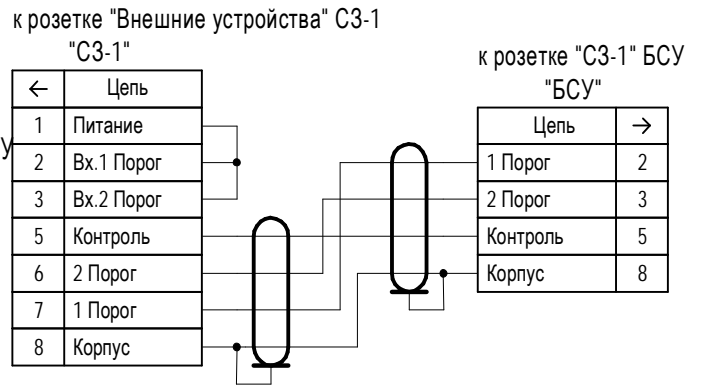 к розетке "Внешние устройства" СЗ-1
"СЗ-1"
← Цепь
1 Питание
2 Вх.1 Порог
3 Вх.2 Порог
5 Контроль
6 2 Порог
7 1 Порог
8 Корпус
У
к розетке "СЗ-1" БСУ
"БСУ"
Цепь →
1 Порог 2
2 Порог 3
Контроль 5
Корпус 8